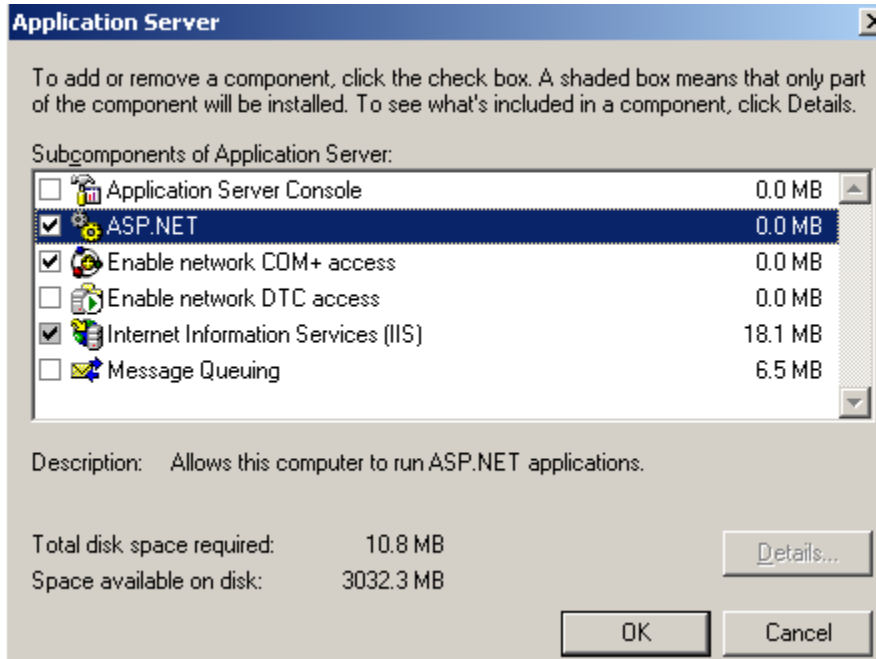 Application Server
To add or remove a component, click the check box. A shaded box means that only part
of the component will be installed. To see what's included in a component, click Details.
Subcomponents of Application Server:
Application Server Console 0.0 MB
ASP.NET 0.0 MB
Enable network COM+ access 0.0 MB
Enable network DTC access 0.0 MB
Internet Information Services (IIS) 18.1 MB
Message Queuing 6.5 MB
Description: Allows this computer to run ASP.NET applications.
Total disk space required: 10.8 MB
Space available on disk: 3032.3 MB
Details...
OK Cancel